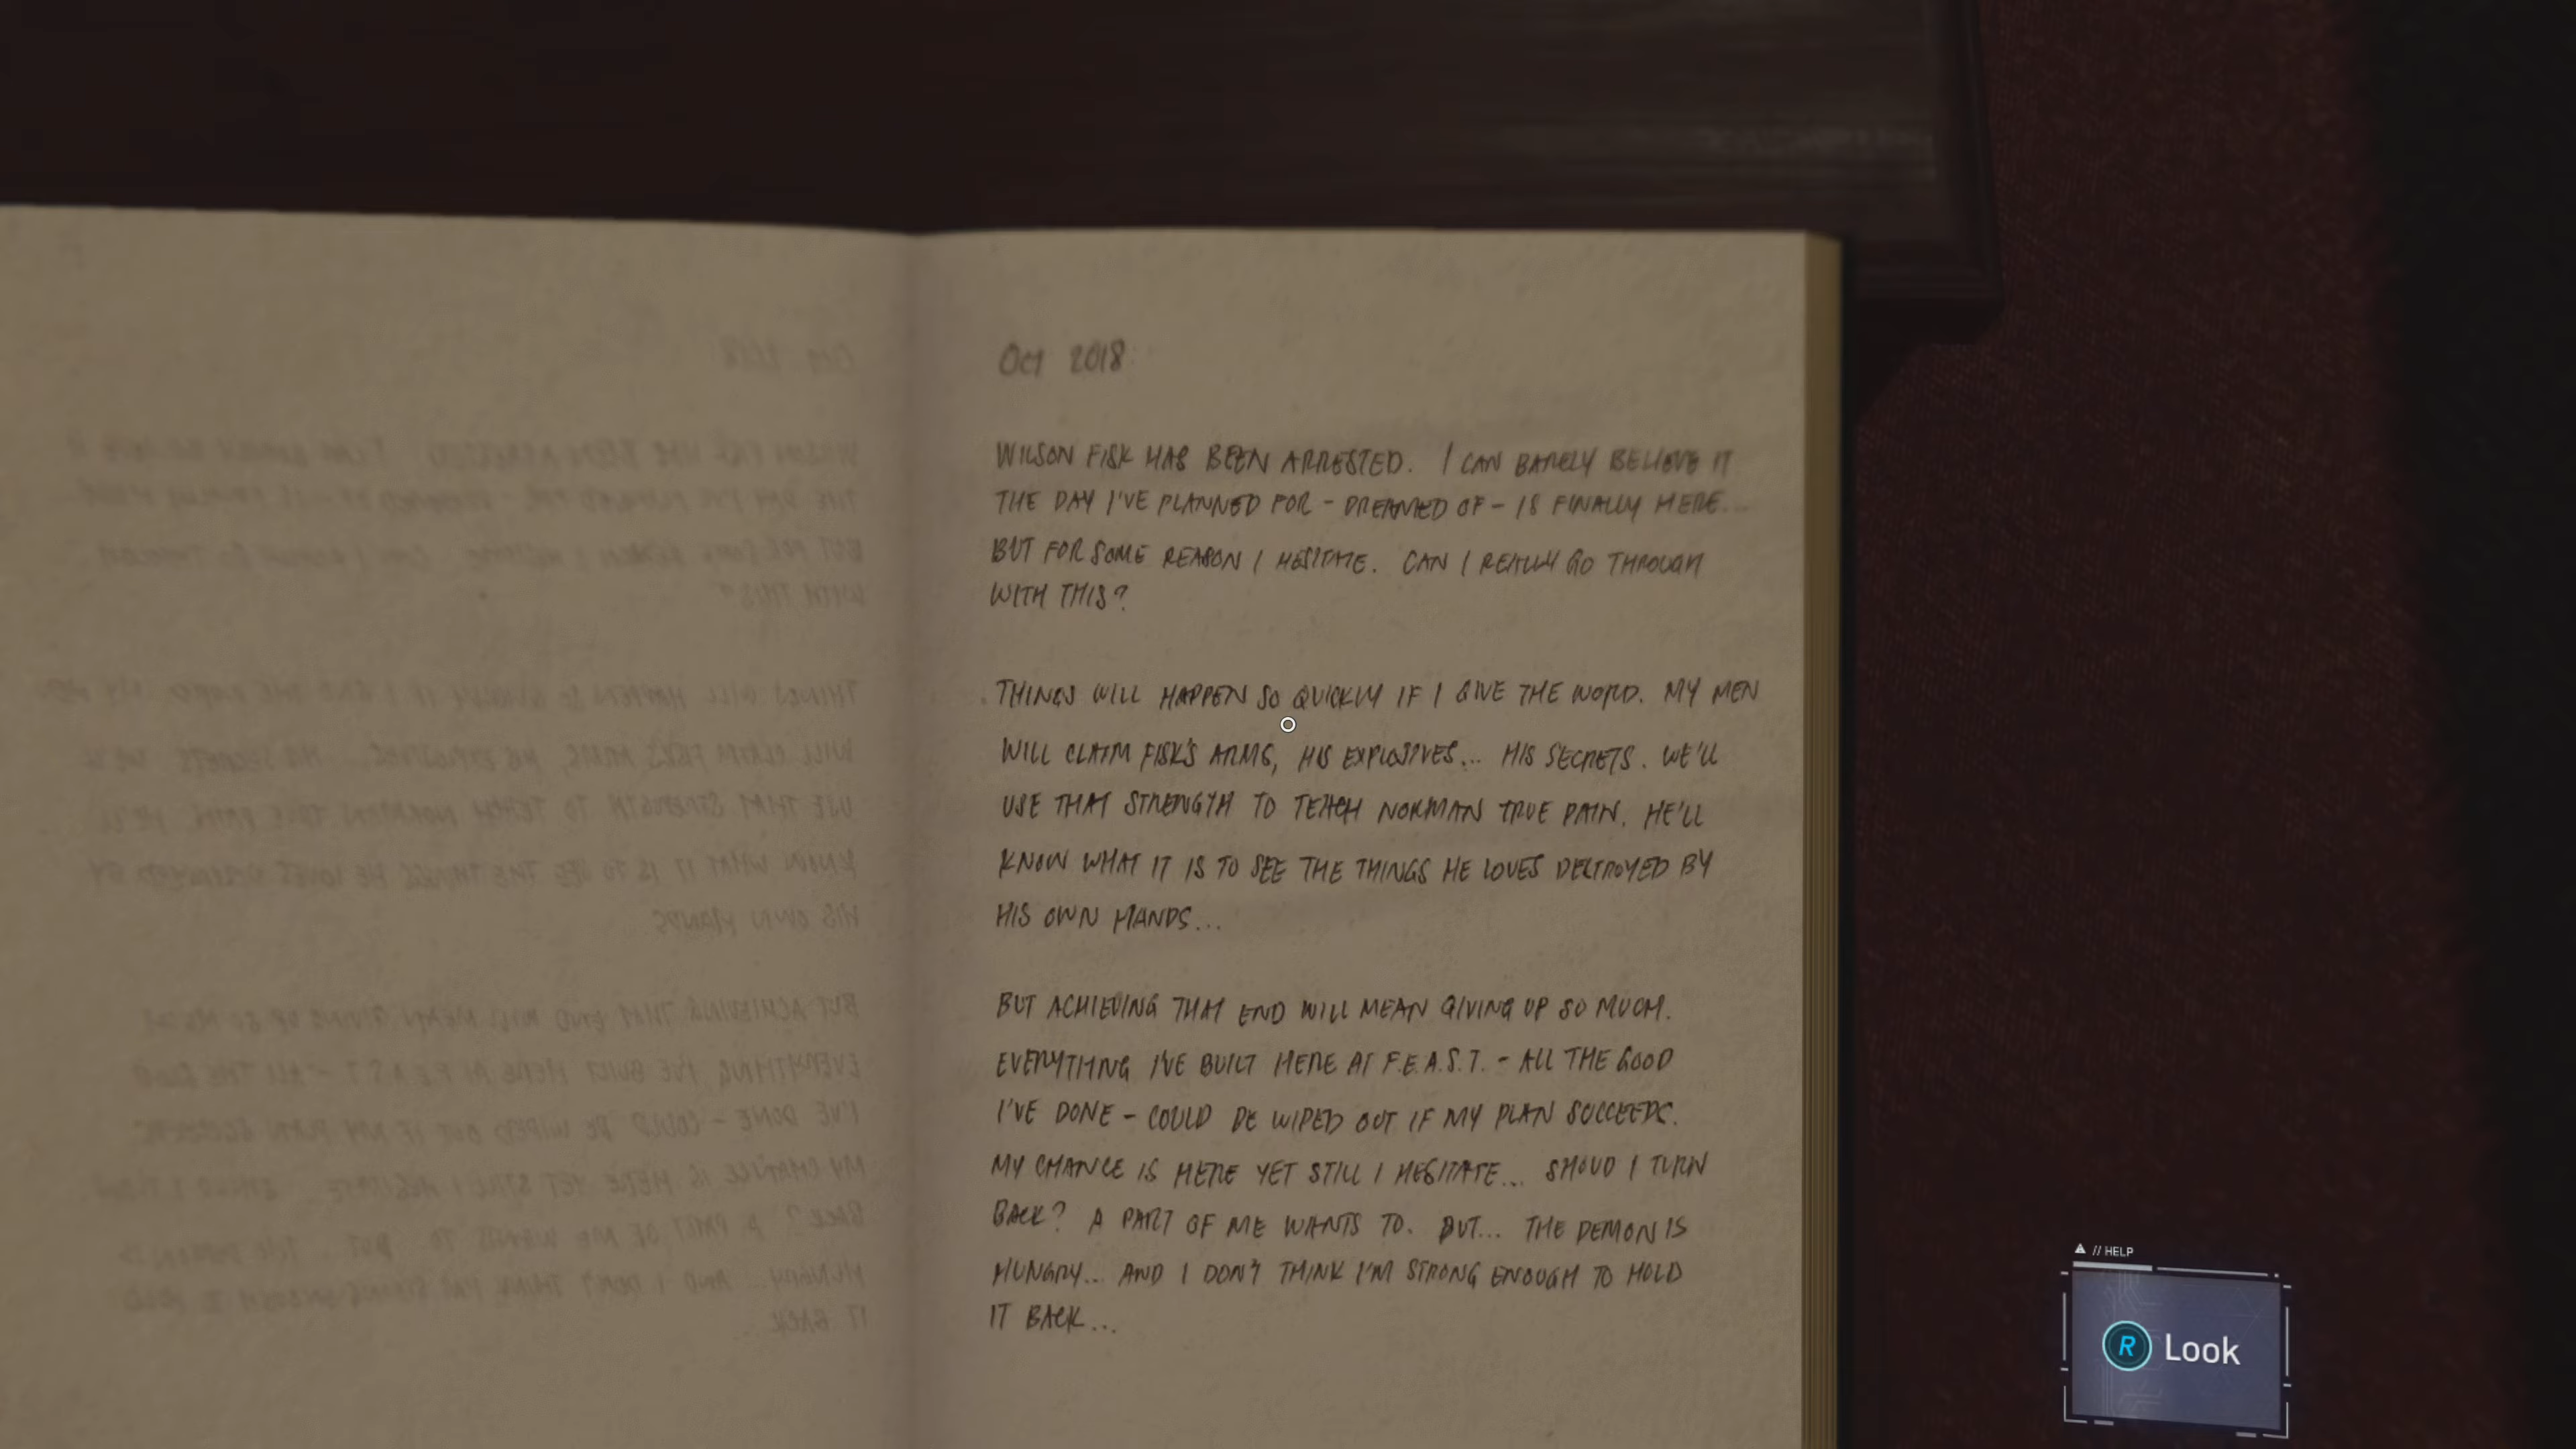 Oct 2018
WILSON FISK HAS BEEN ARRESTED. I CAN BARELY BELIEVE IT
THE DAY I'VE PLANNED FOR - DREAMED OF - IS FINALLY HERE...
BUT FOR SOME REASON I HESITATE. CAN I REALLY GO THROUGH
WITH THIS?
THINGS WILL HAPPEN SO QUICKLY IF I GIVE THE WORD. MY MEN
WILL CLAIM FISK'S ARMS, HIS EXPLOSIVES... HIS SECRETS. WE'LL
USE THAT STRENGTH TO TEACH NORMAN TRUE PAIN. HE'LL
KNOW WHAT IT IS TO SEE THE THINGS HE LOVES DESTROYED BY
HIS OWN HANDS...
BUT ACHIEVING THAT END WILL MEAN GIVING UP SO MUCH.
EVERYTHING I'VE BUILT HERE AT F.E.A.S.T. - ALL THE GOOD
I'VE DONE - COULD BE WIPED OUT IF MY PLAN SUCCEEDS.
MY CHANCE IS HERE YET STILL I HESITATE... SHOUD I TURN
BACK? A PART OF ME WANTS TO. BUT... THE DEMON IS
HUNGRY... AND I DON'T THINK I'M STRONG ENOUGH TO HOLD
IT BACK...
// HELP
R Look